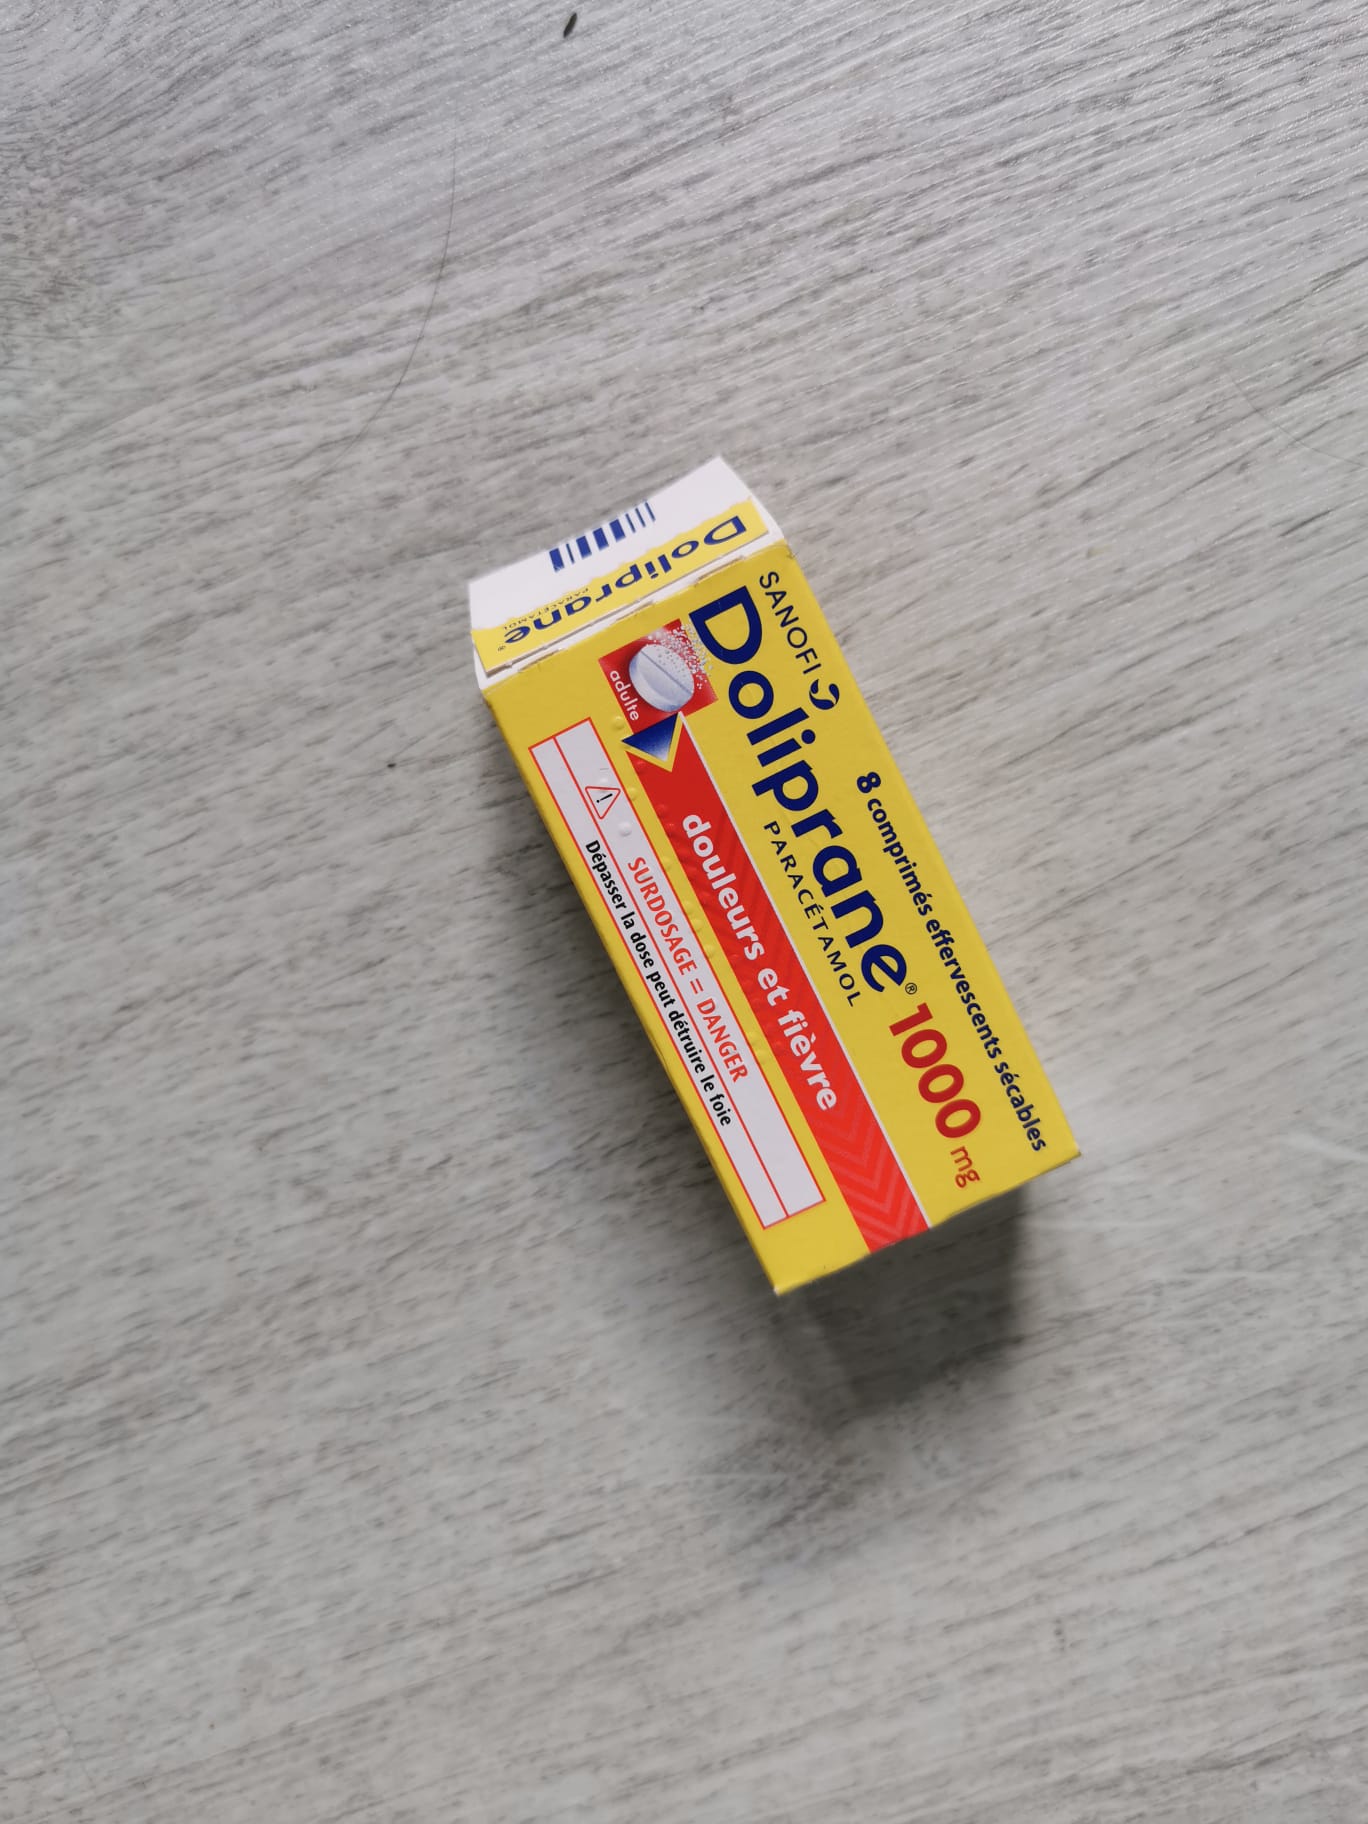 Doliprane®
PARACÉTAMOL
SANOFI
8 comprimés effervescents sécables
Doliprane® 1000 mg
PARACÉTAMOL
adulte
douleurs et fièvre
SURDOSAGE = DANGER
Dépasser la dose peut détruire le foie